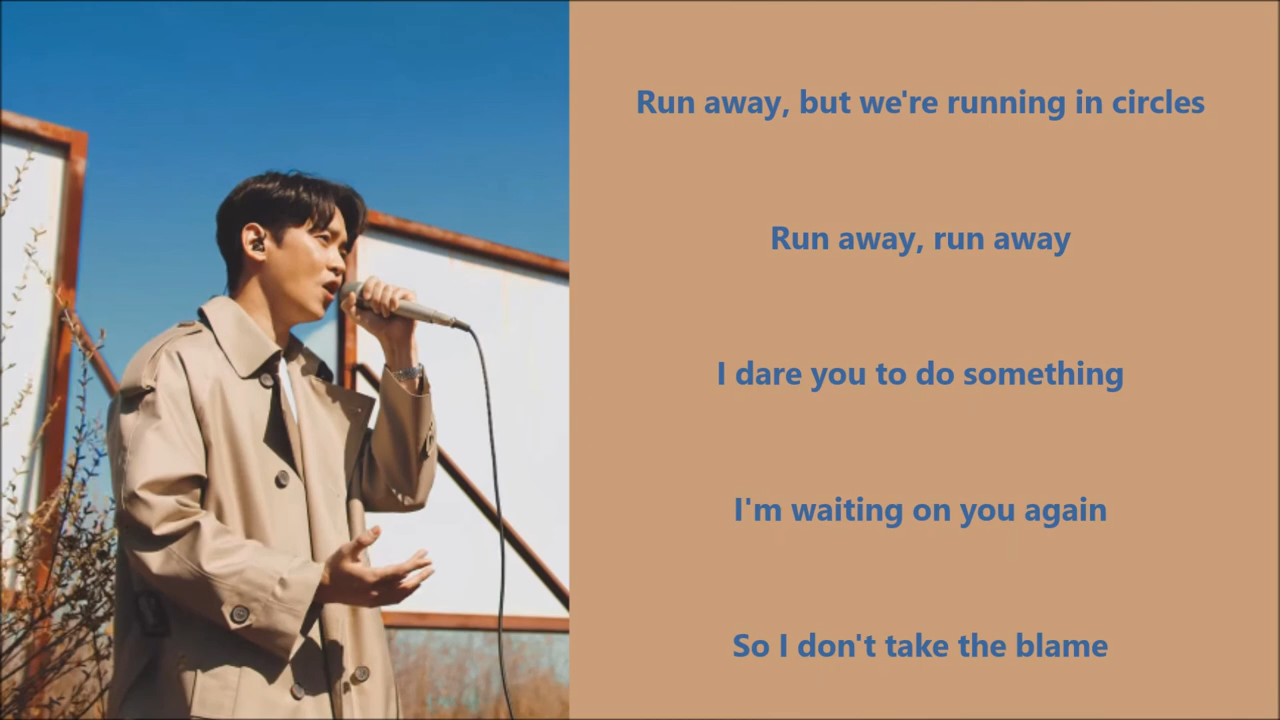 Run away, but we're running in circles
Run away, run away
I dare you to do something
I'm waiting on you again
So I don't take the blame